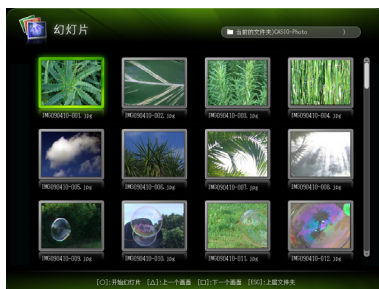 幻灯片
当前的文件夹>CASIO-Photo
IMG090410-001.jpg IMG090410-002.jpg IMG090410-003.jpg IMG090410-004.jpg
IMG090410-005.jpg IMG090410-006.jpg IMG090410-007.jpg IMG090410-008.jpg
IMG090410-009.jpg IMG090410-010.jpg IMG090410-011.jpg IMG090410-012.jpg
[○]:开始幻灯片 [△]:上一个画面 [□]:下一个画面 [ESC]:上层文件夹